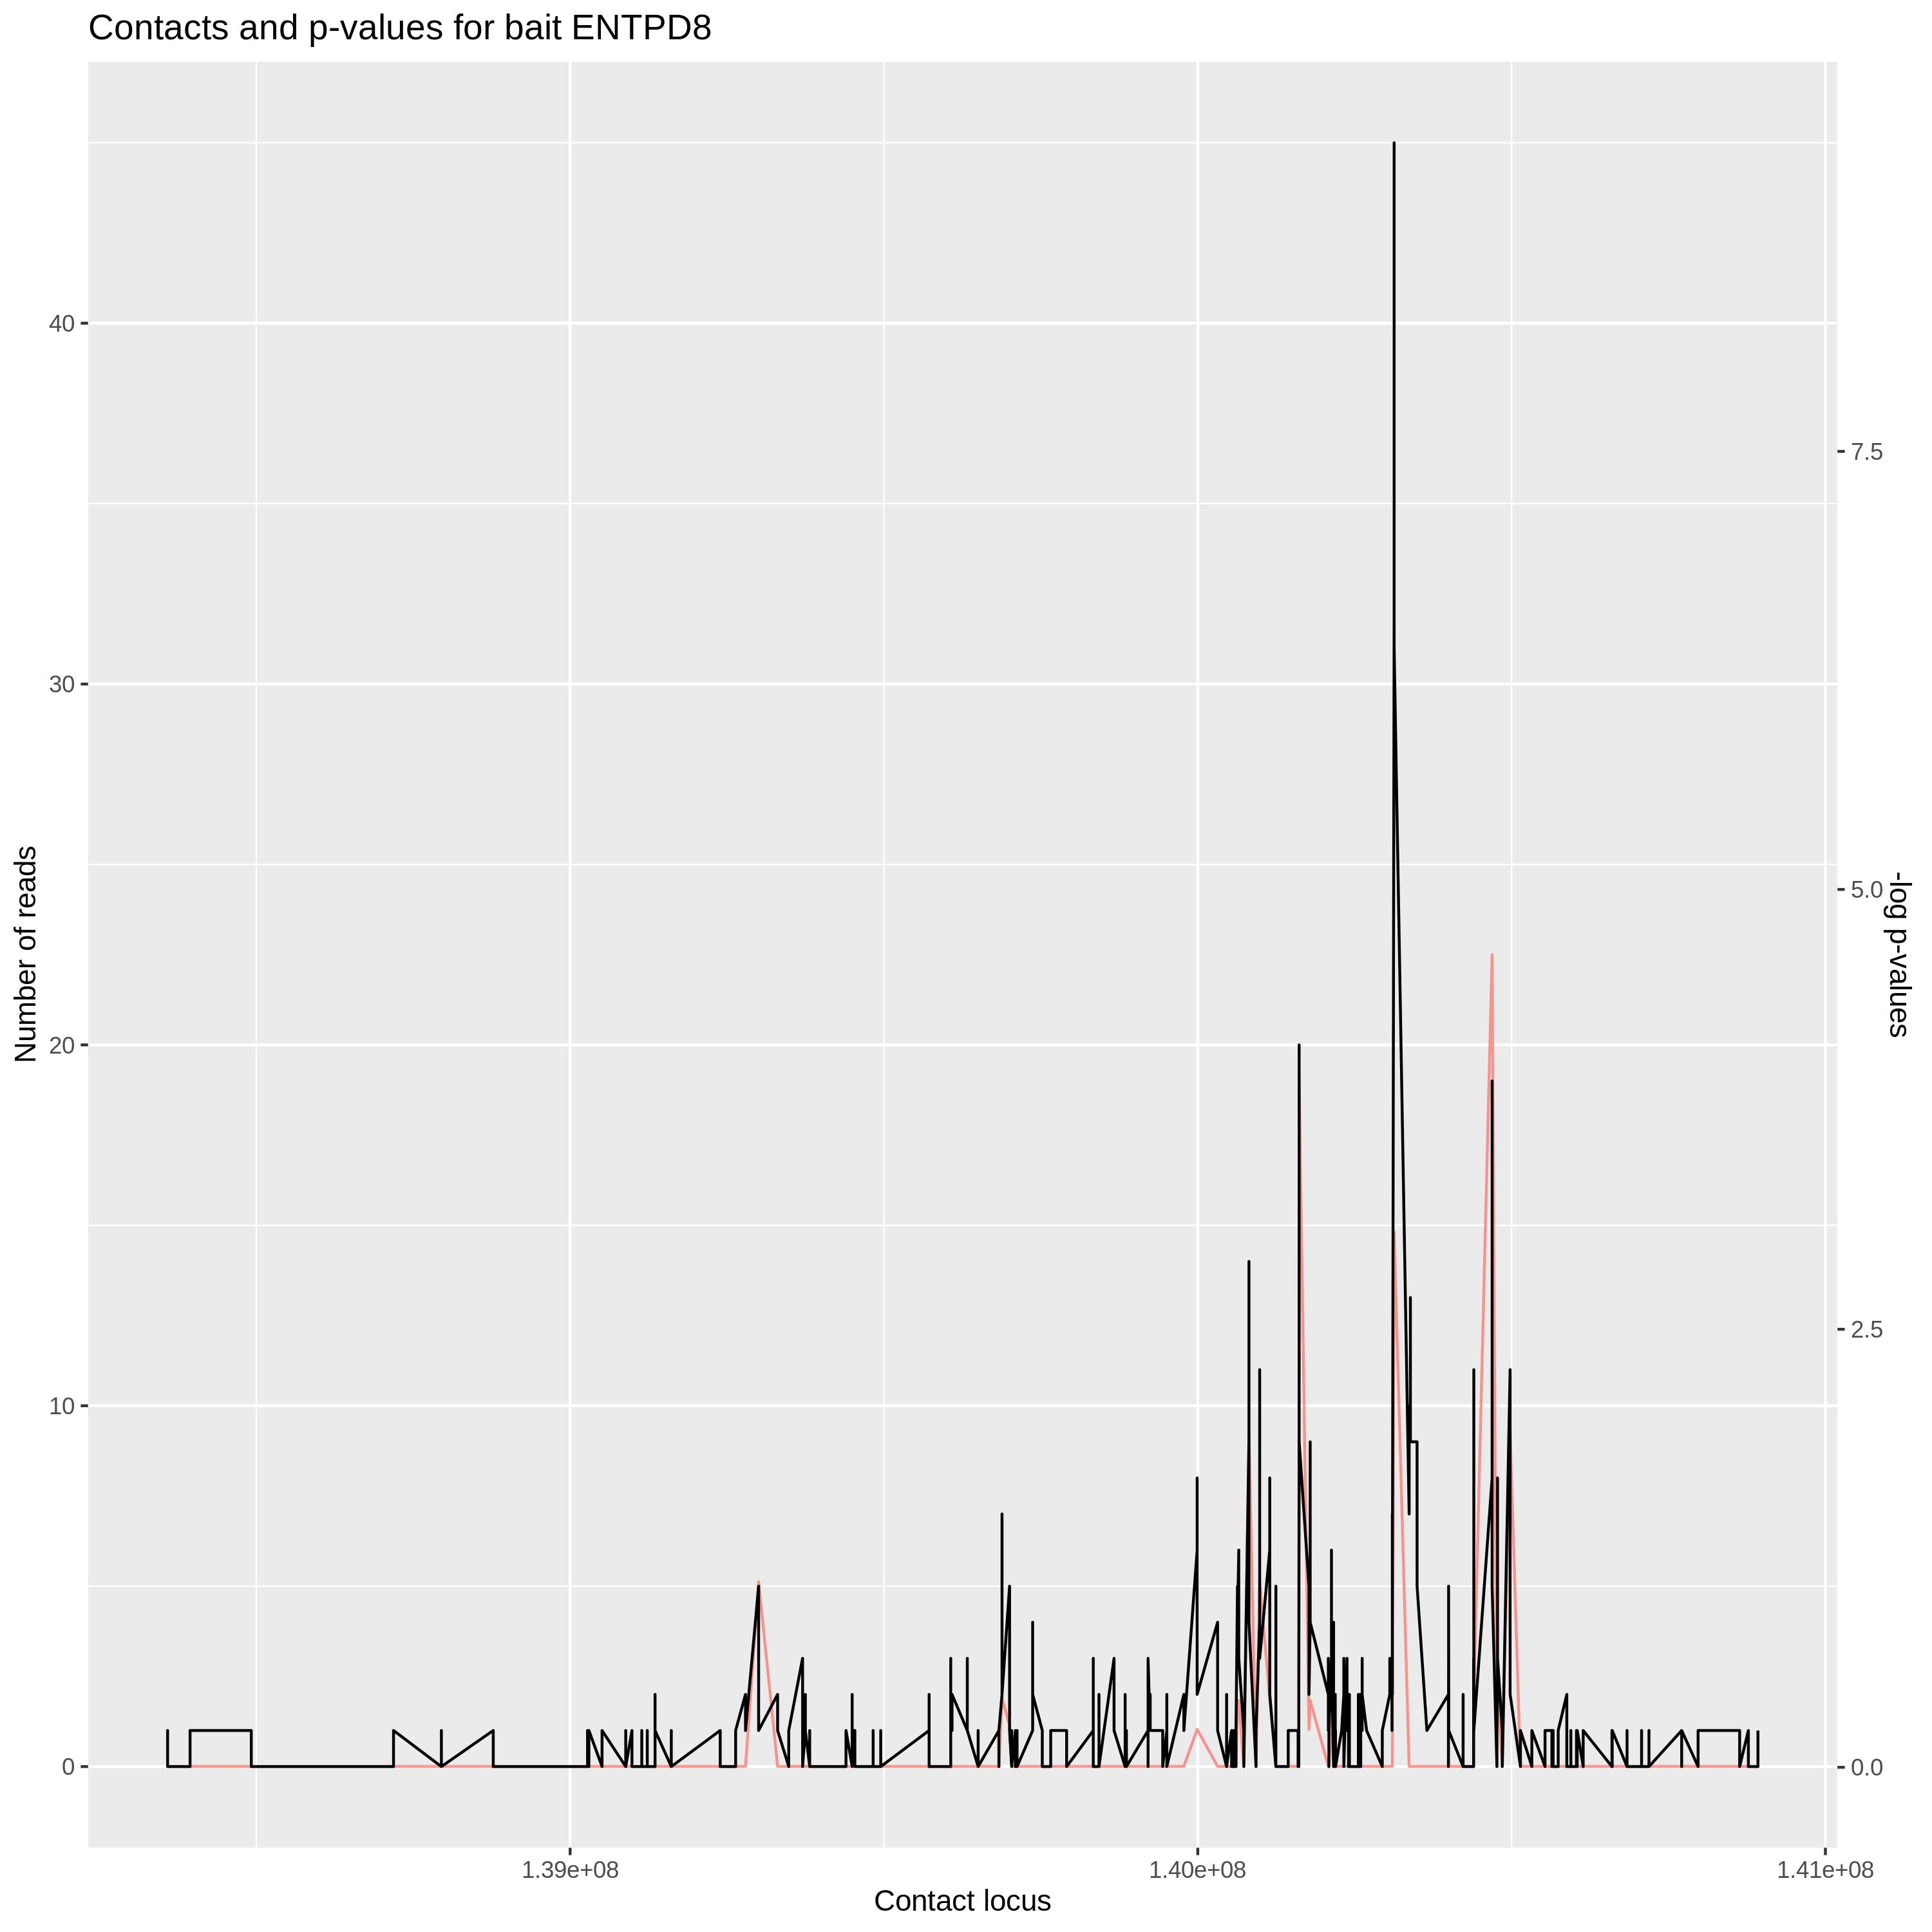 Contacts and p-values for bait ENTPD8
40
30
20
10
0
Number of reads
7.5
5.0
2.5
0.0
-log p-values
1.39e+08
1.40e+08
1.41e+08
Contact locus